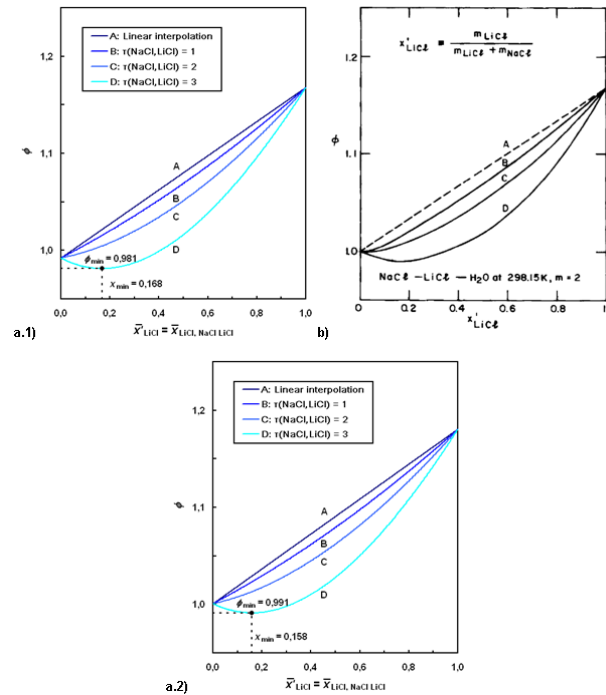 1,2
1,1
1,0
ϕ
A: Linear interpolation
B: τ(NaCl,LiCl) = 1
C: τ(NaCl,LiCl) = 2
D: τ(NaCl,LiCl) = 3
A
B
C
D
ϕmin = 0,981
xmin = 0,168
0,0 0,2 0,4 0,6 0,8 1,0
x̅'LiCl = x̅LiCl, NaCl LiCl
a.1)
1,2
1,1
1,0
ϕ
x'LiCl = mLiCl / mLiCl + mNaCl
A
B
C
D
NaCl – LiCl – H2O at 298.15K, m = 2
0 0,2 0,4 0,6 0,8 1
x'LiCl
b)
1,2
1,1
1,0
ϕ
A: Linear interpolation
B: τ(NaCl,LiCl) = 1
C: τ(NaCl,LiCl) = 2
D: τ(NaCl,LiCl) = 3
A
B
C
D
ϕmin = 0,991
xmin = 0,158
0,0 0,2 0,4 0,6 0,8 1,0
x̅'LiCl = x̅LiCl, NaCl LiCl
a.2)